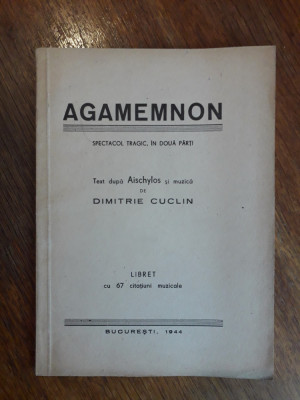 AGAMEMNON
SPECTACOL TRAGIC, ÎN DOUĂ PĂRȚI
Text după Aischylos și muzică
DE
DIMITRIE CUCLIN
LIBRET
cu 67 citațiuni muzicale
BUCUREȘTI, 1944